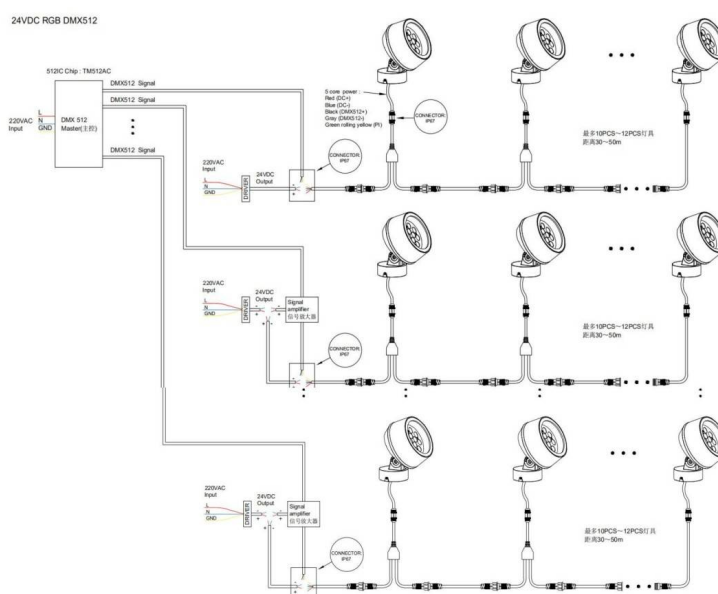 24VDC RGB DMX512
512IC Chip : TM512AC
DMX512 Signal
DMX512 Signal
DMX512 Signal
220VAC
Input
L
N
GND
DMX 512
Master(主控)
5 core power :
Red (DC+)
Blue (DC-)
Black (DMX512+)
Gray (DMX512-)
Green rolling yellow (PI)
CONNECTOR
IP67
CONNECTOR
IP67
220VAC
Input
L
N
GND
DRIVER
24VDC
Output
- +
最多10PCS~12PCS灯具
距离30~50m
220VAC
Input
L
N
GND
DRIVER
24VDC
Output
Signal
amplifier
信号放大器
CONNECTOR
IP67
最多10PCS~12PCS灯具
距离30~50m
220VAC
Input
L
N
GND
DRIVER
24VDC
Output
Signal
amplifier
信号放大器
CONNECTOR
IP67
最多10PCS~12PCS灯具
距离30~50m